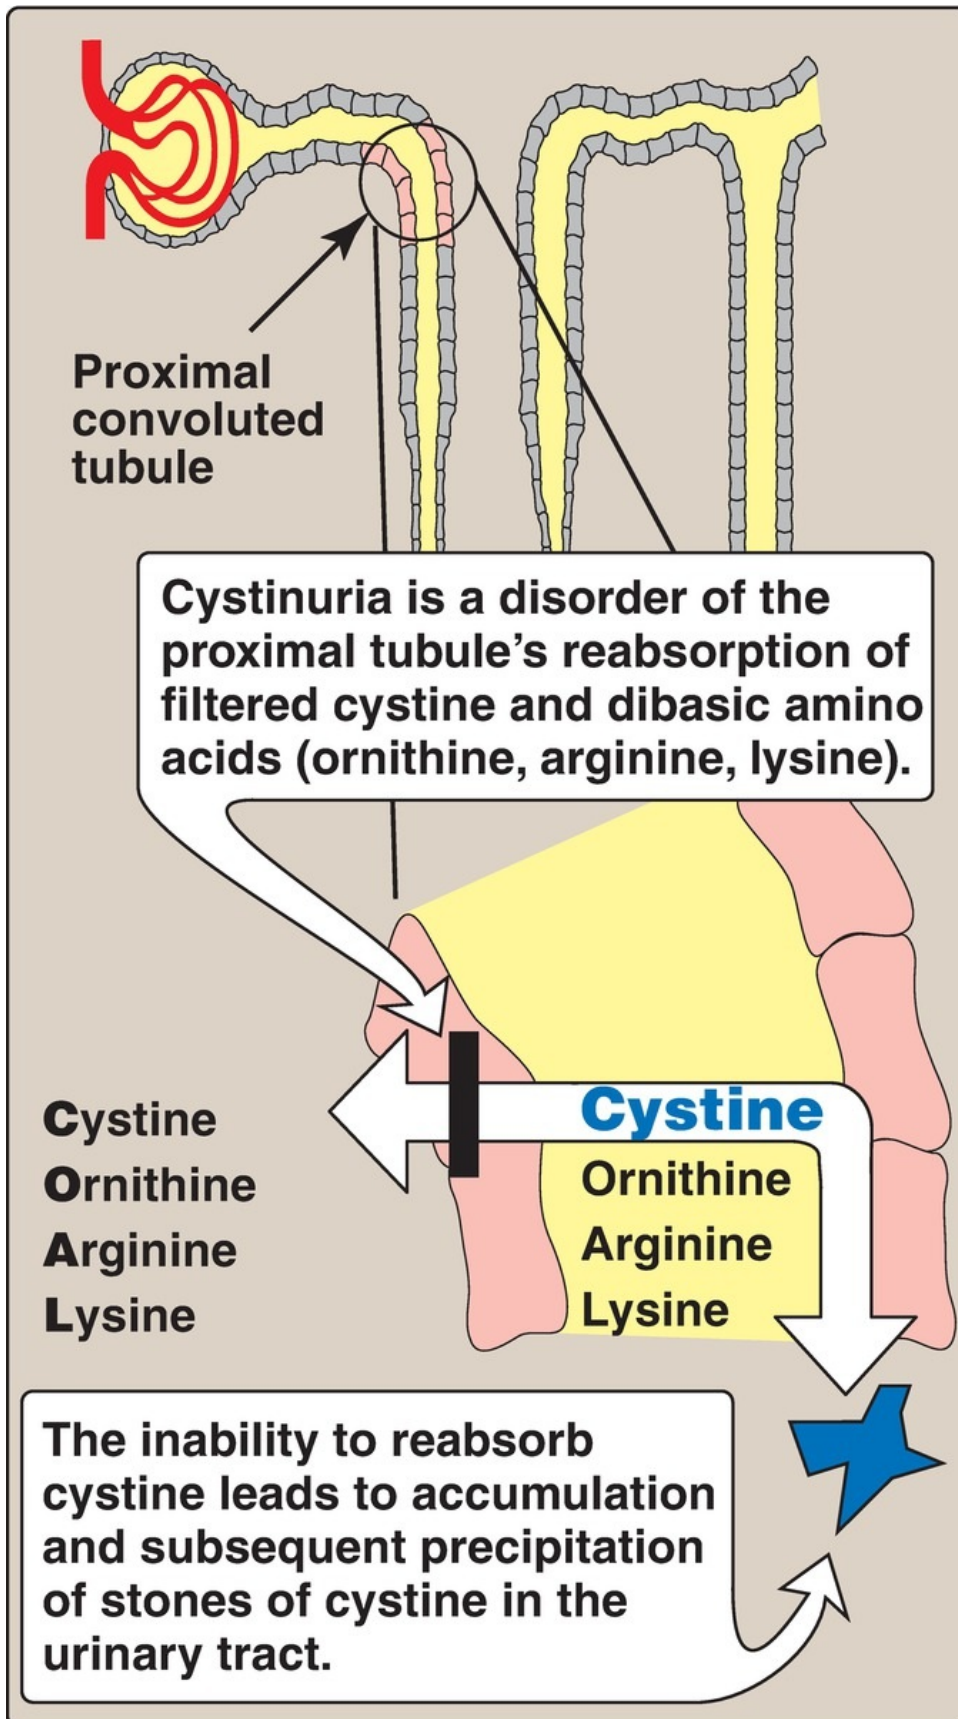 Proximal
convoluted
tubule
Cystinuria is a disorder of the
proximal tubule’s reabsorption of
filtered cystine and dibasic amino
acids (ornithine, arginine, lysine).
Cystine
Ornithine
Arginine
Lysine
Cystine
Ornithine
Arginine
Lysine
The inability to reabsorb
cystine leads to accumulation
and subsequent precipitation
of stones of cystine in the
urinary tract.